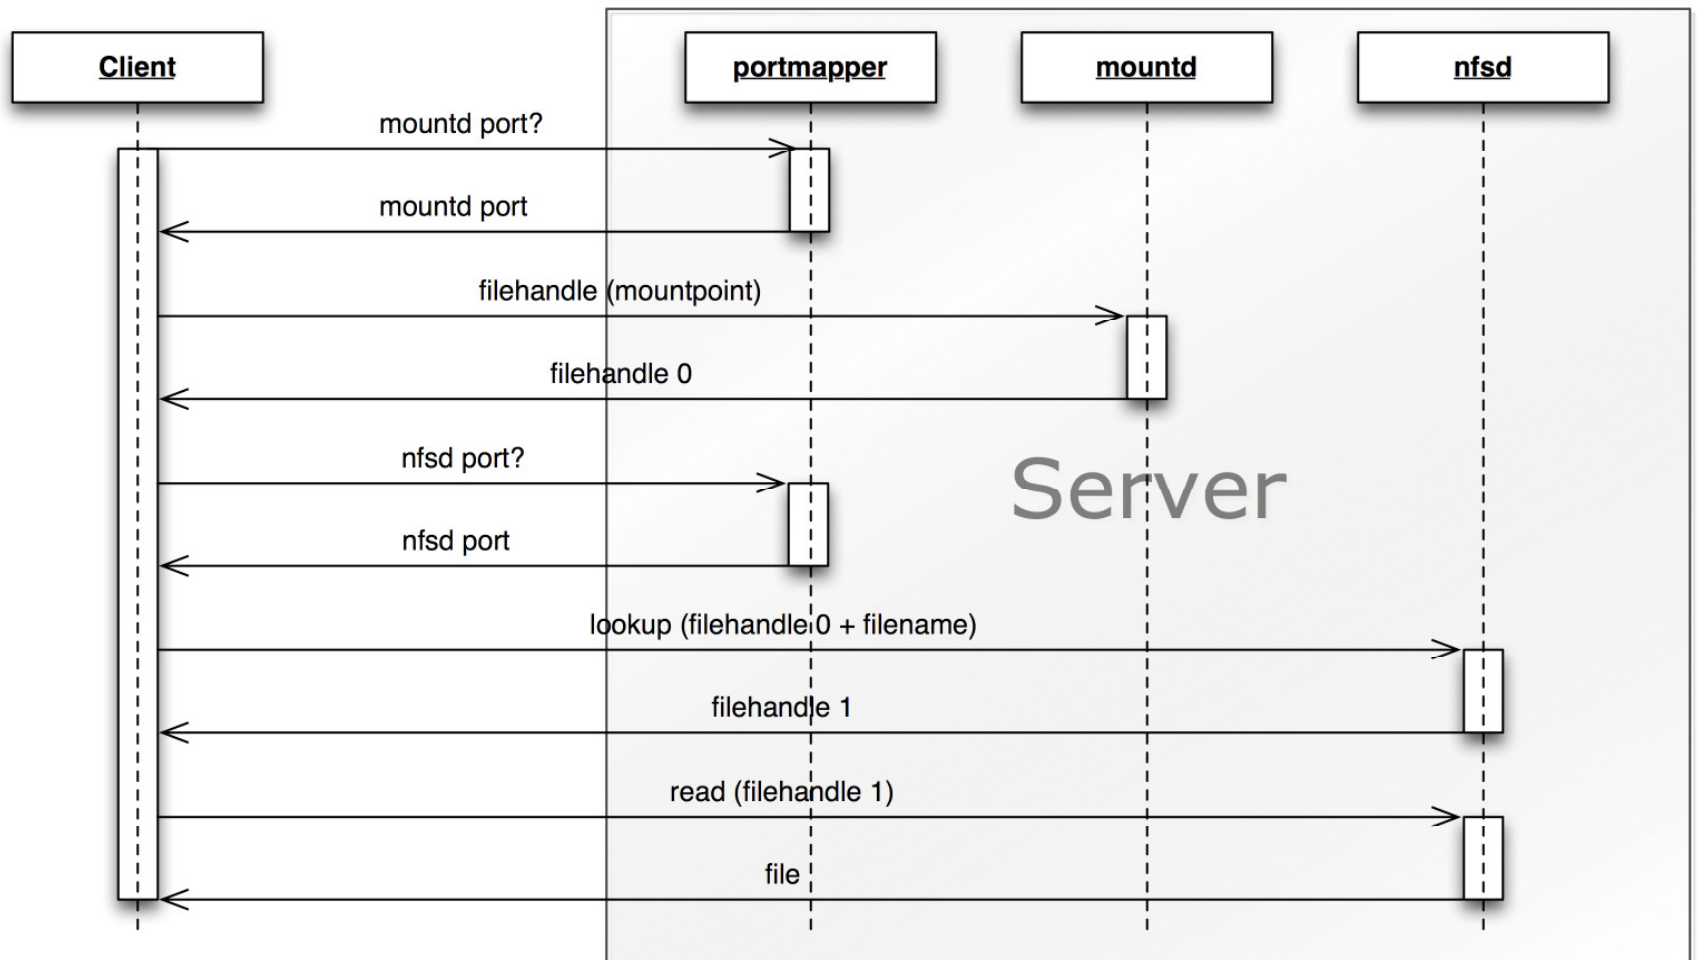 Client
portmapper
mountd
nfsd
mountd port?
mountd port
filehandle (mountpoint)
filehandle 0
nfsd port?
Server
nfsd port
lookup (filehandle 0 + filename)
filehandle 1
read (filehandle 1)
file